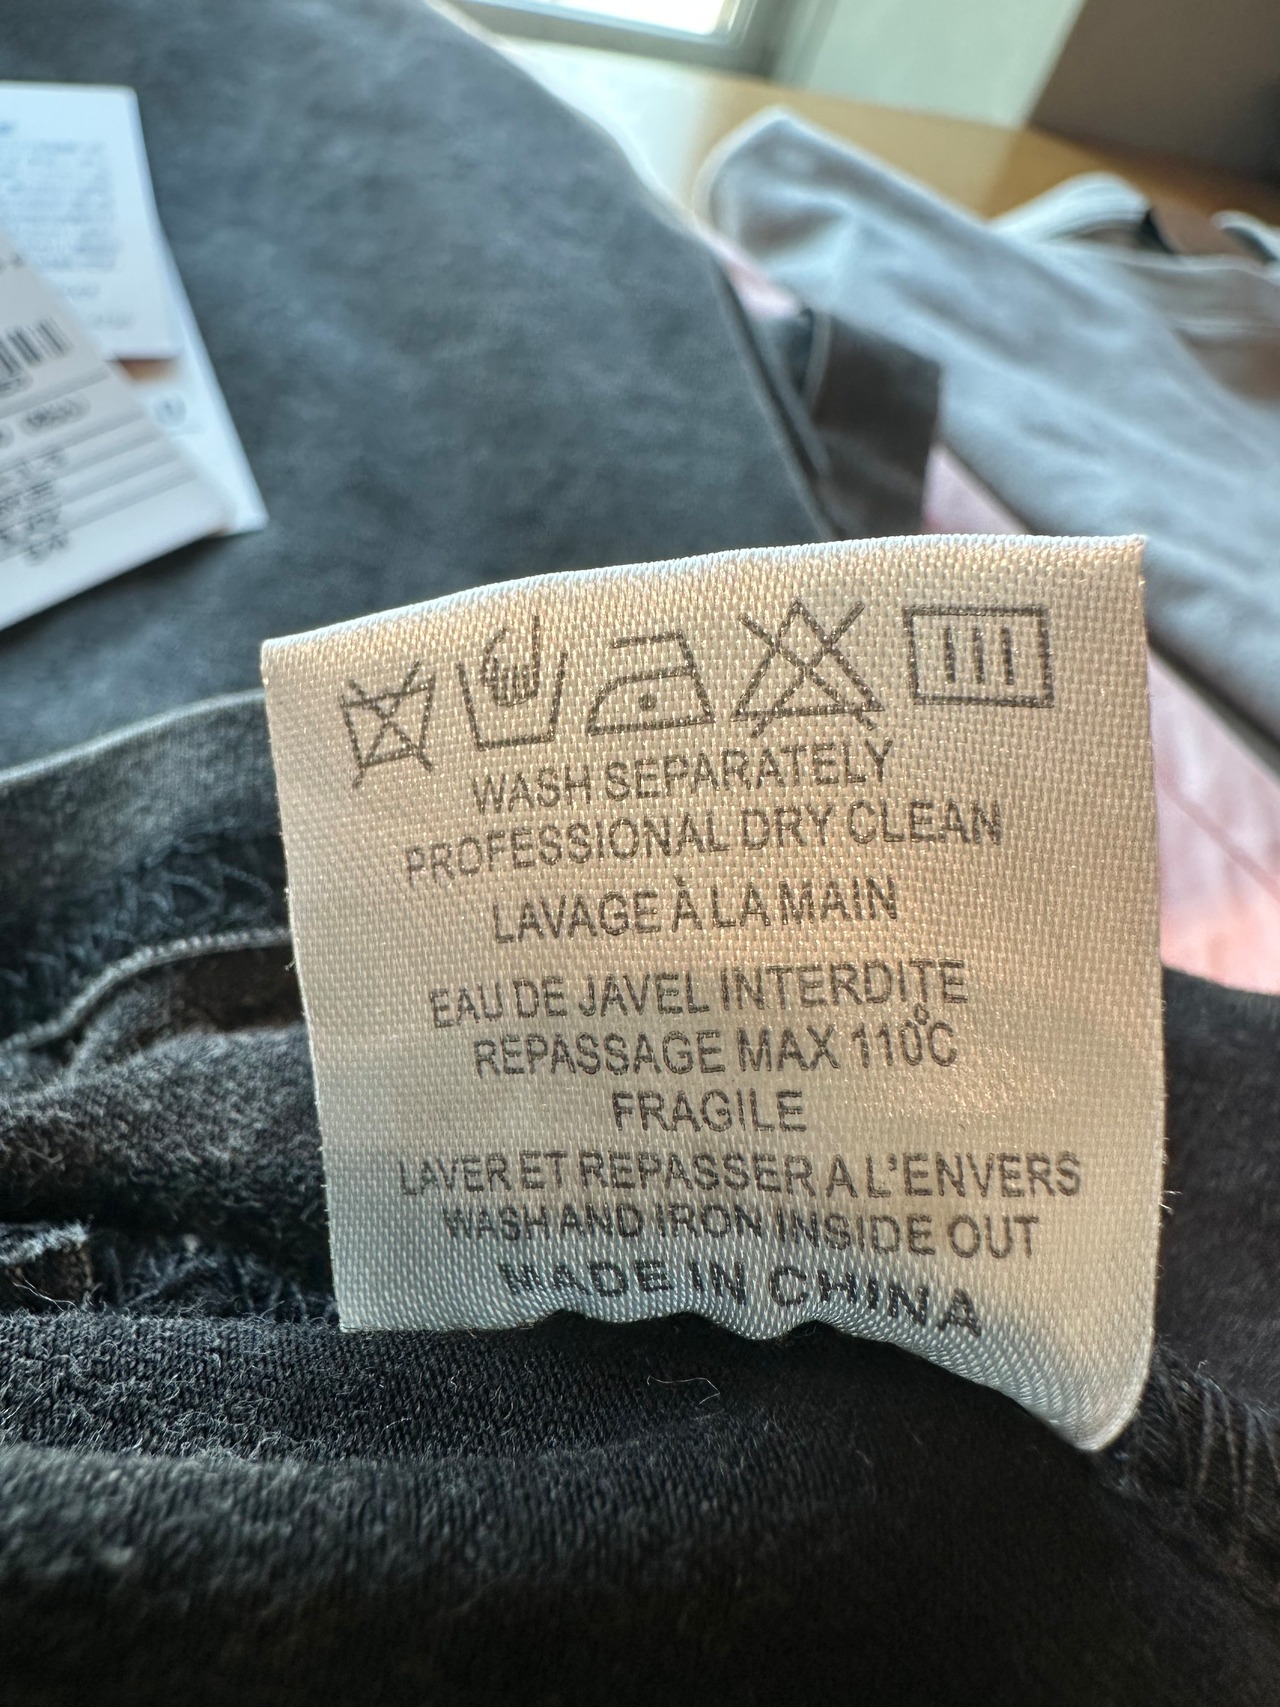 WASH SEPARATELY
PROFESSIONAL DRY CLEAN
LAVAGE À LA MAIN
EAU DE JAVEL INTERDITE
REPASSAGE MAX 110°C
FRAGILE
LAVER ET REPASSER A L'ENVERS
WASH AND IRON INSIDE OUT
MADE IN CHINA